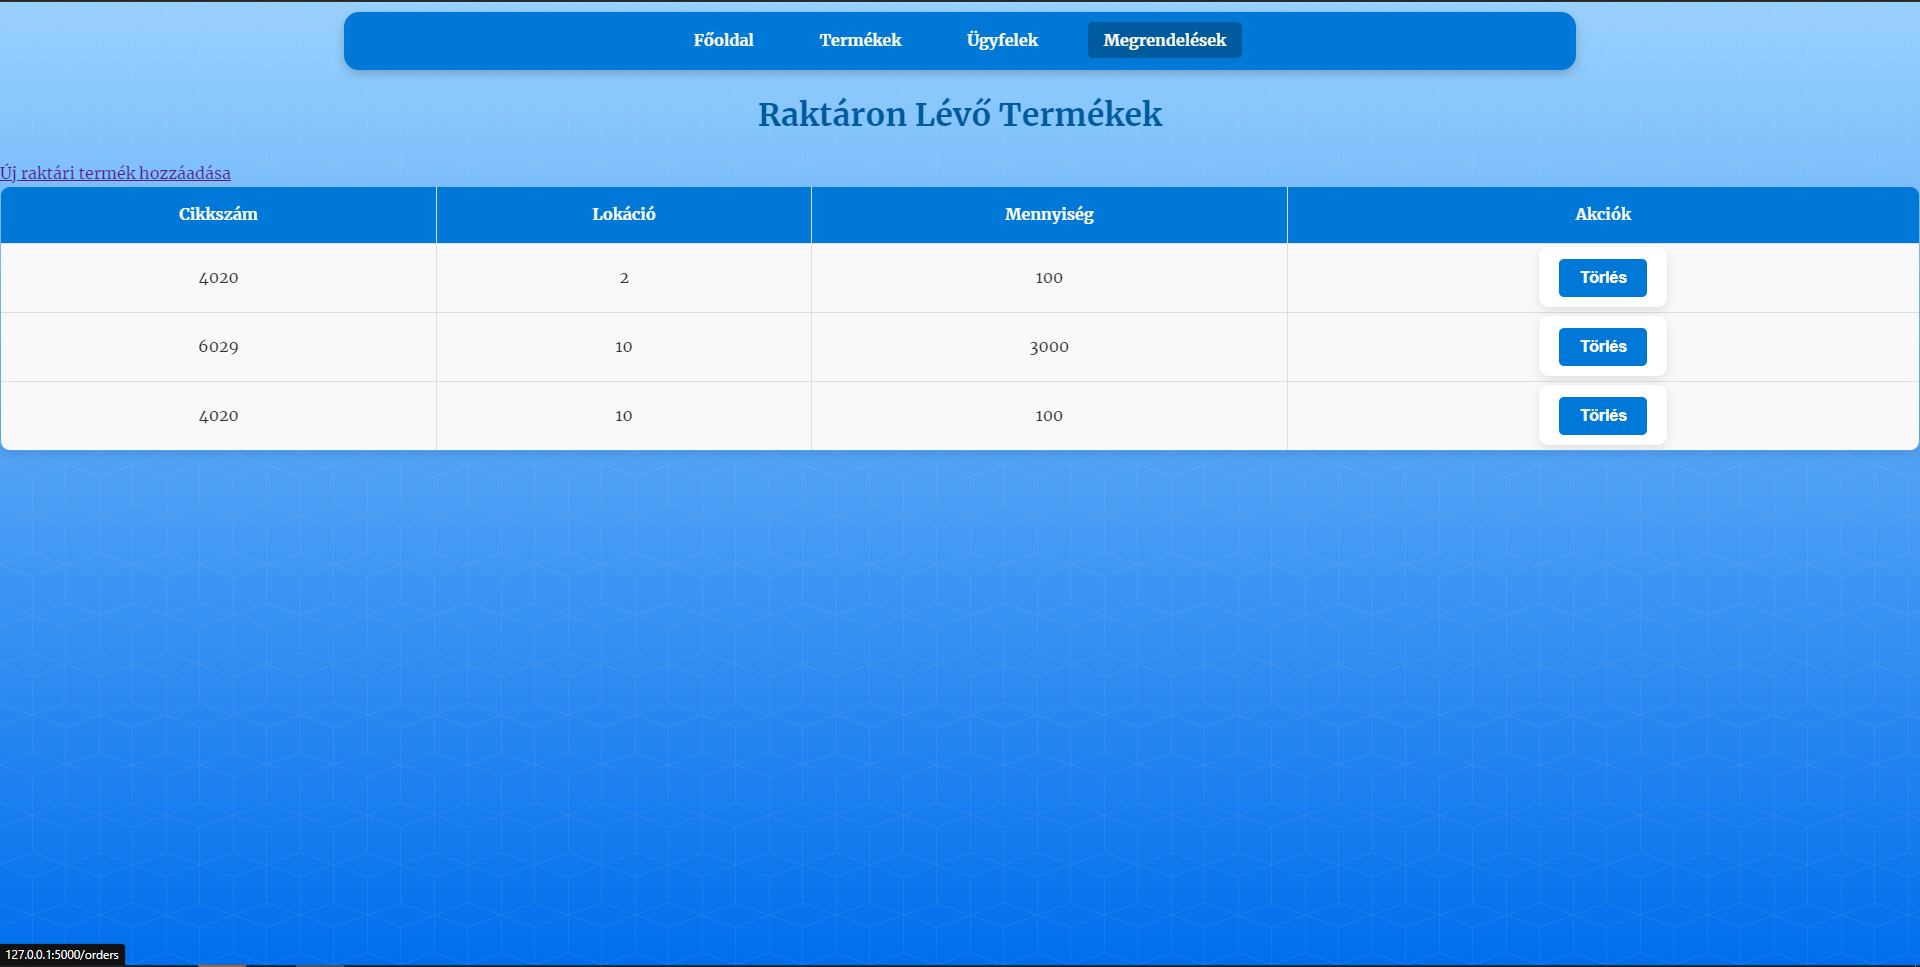 Főoldal Termékek Ügyfelek Megrendelések
Raktáron Lévő Termékek
Új raktári termék hozzáadása
Cikkszám Lokáció Mennyiség Akciók
4020 2 100 Törlés
6029 10 3000 Törlés
4020 10 100 Törlés
127.0.0.1:5000/orders